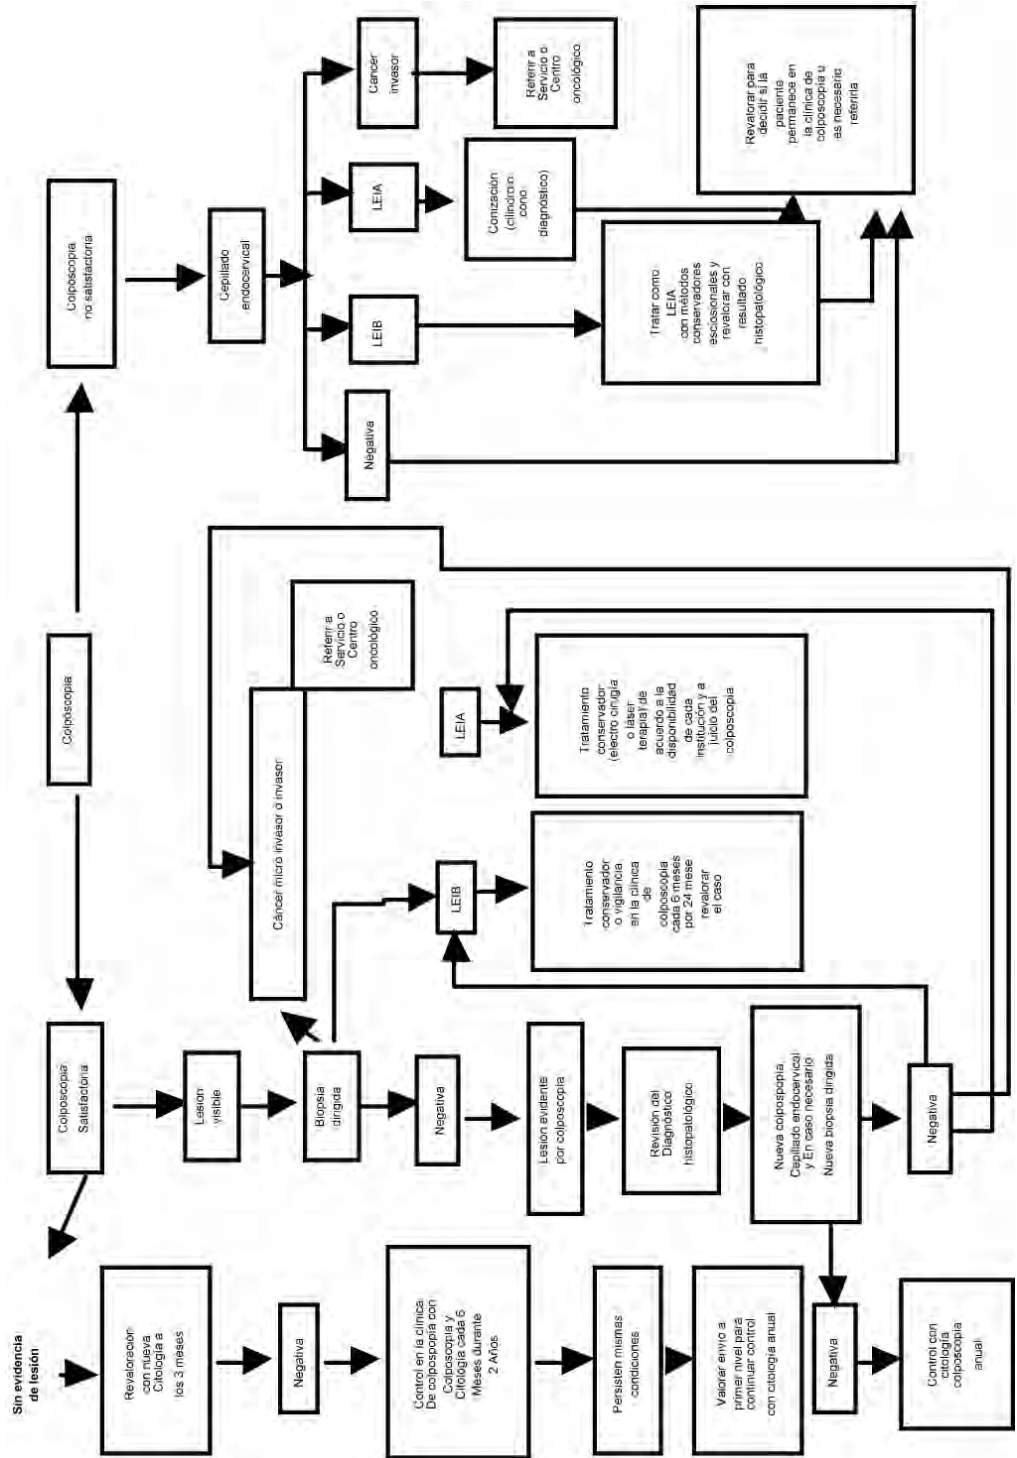 Colposcopia
Colposcopia
Satisfactoria
Colposcopia
no satisfactoria
Sin evidencia
de lesión
Revaloración
con nueva
Citología a
los 3 meses
Negativa
Control en la clínica
De colpospopía con
Colposcopia y
Citología cada 6
Meses durante
2 Años
Persisten mismas
condiciones
Valorar envío a
primer nivel para
continuar control
con citología anual
Negativa
Control con
citología
colposcopia
anual
Lesión
visible
Biopsia
dirigida
Negativa
Lesión evidente
por colposcopia
Revisión del
Diagnóstico
histopatológico
Nueva colpospopia,
Cepillado endocervical
y En caso necesario
Nueva biopsia dirigida
Negativa
Cáncer micro invasor o invasor
Referir a
Servicio o
Centro
oncológico
LEIB
Tratamiento
conservador
o vigilancia
en la clínica
de
colposcopia
cada 6 meses
por 24 mese
revalorar
el caso
LEIA
Tratamiento
conservador
(electro cirugía
o láser
terapia) de
acuerdo a la
disponibilidad
de cada
institución y a
juicio del
colposcopia
Cepillado
endocervical
Negativa
LEIB
LEIA
Cáncer
invasor
Tratar como
LEIA
con métodos
conservadores
escisionales y
revalorar con
resultado
histopatológico
Conización
(cilindro o
cono
diagnóstico)
Referir a
Servicio o
Centro
oncológico
Revalorar para
decidir si la
paciente
permanece en
la clínica de
colposcopia u
es necesario
referirla